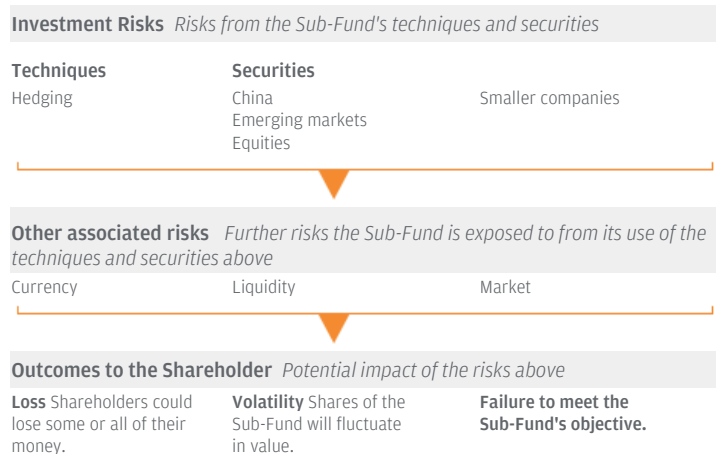 Investment Risks Risks from the Sub-Fund's techniques and securities
Techniques Securities
Hedging China Smaller companies
Emerging markets
Equities
Other associated risks Further risks the Sub-Fund is exposed to from its use of the
techniques and securities above
Currency Liquidity Market
Outcomes to the Shareholder Potential impact of the risks above
Loss Shareholders could
lose some or all of their
money.
Volatility Shares of the
Sub-Fund will fluctuate
in value.
Failure to meet the
Sub-Fund's objective.